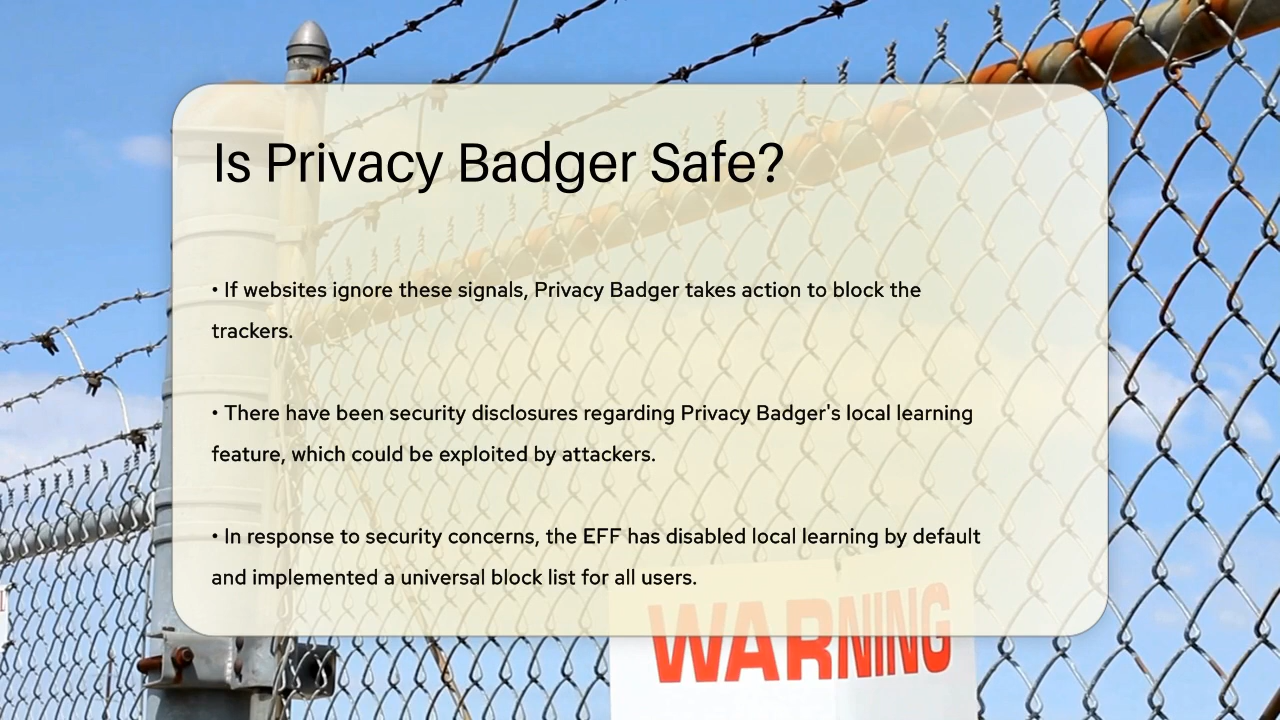 Is Privacy Badger Safe?
• If websites ignore these signals, Privacy Badger takes action to block the
trackers.
• There have been security disclosures regarding Privacy Badger's local learning
feature, which could be exploited by attackers.
• In response to security concerns, the EFF has disabled local learning by default
and implemented a universal block list for all users.
WARNING